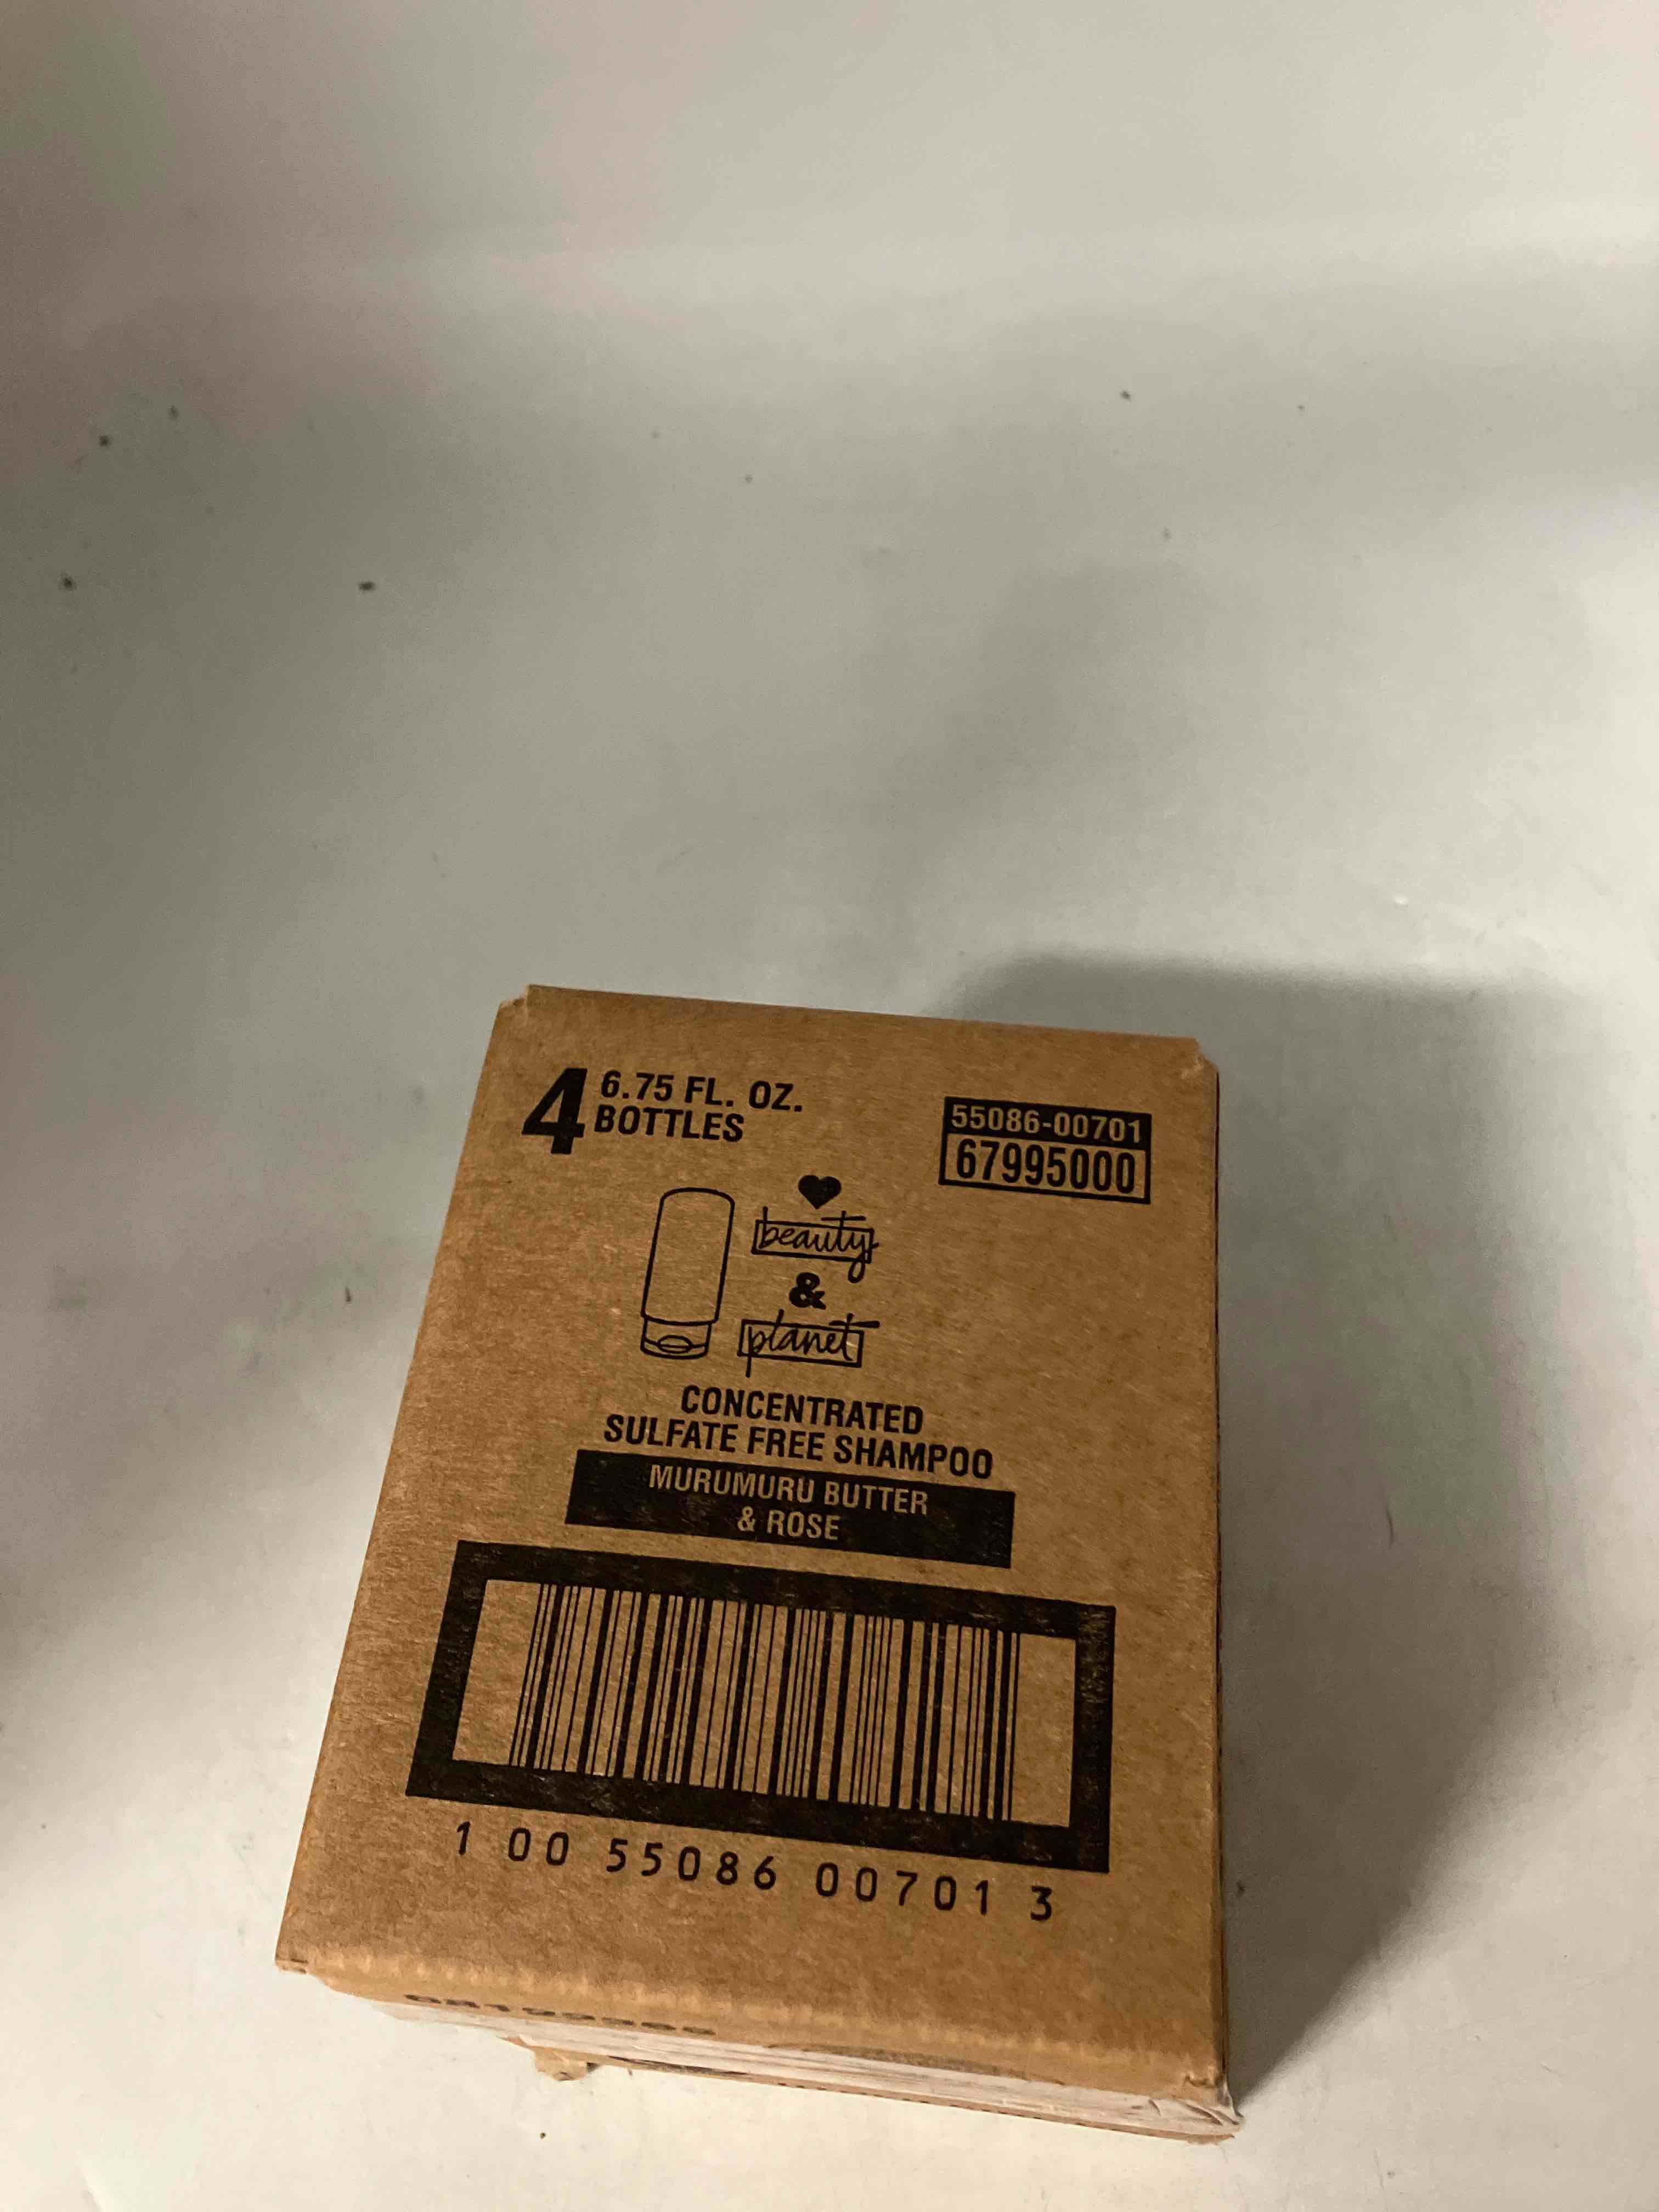 4 6.75 FL. OZ.
BOTTLES
55086-00701
67995000
beauty
&
planet
CONCENTRATED
SULFATE FREE SHAMPOO
MURUMURU BUTTER
& ROSE
1 00 55086 00701 3